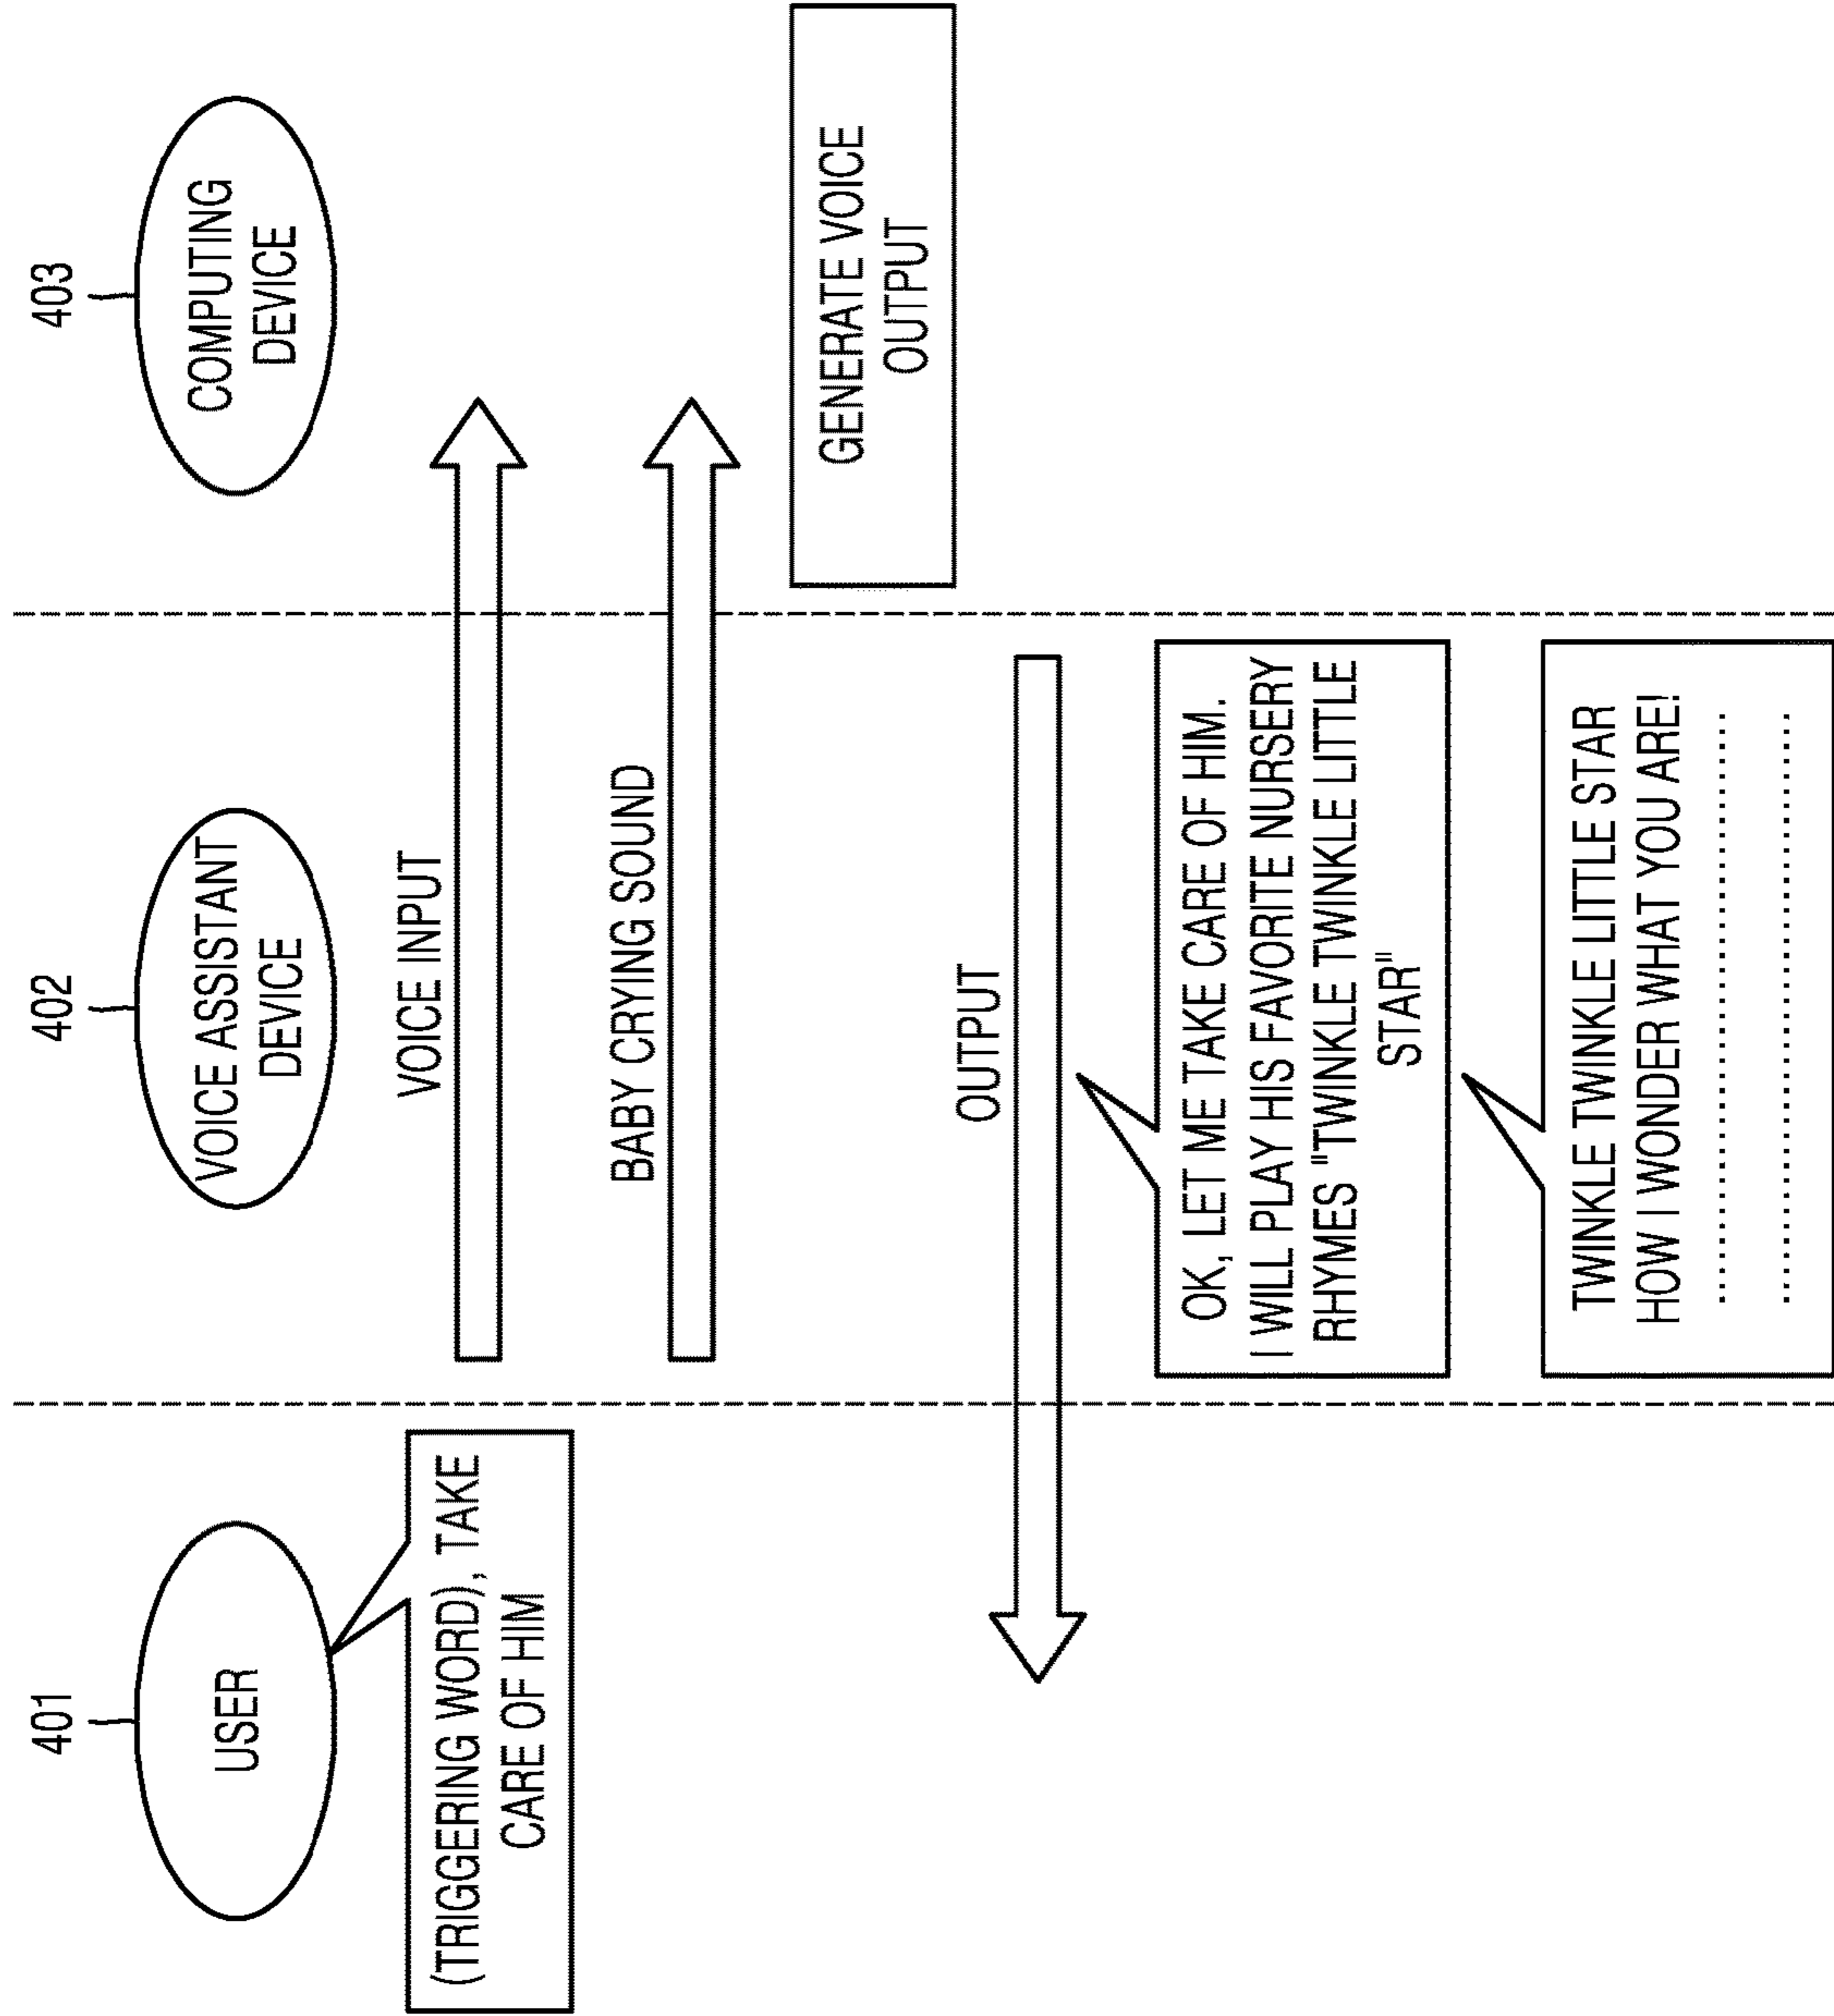 401
402
403
USER
VOICE ASSISTANT
DEVICE
COMPUTING
DEVICE
(TRIGGERING WORD), TAKE
CARE OF HIM
VOICE INPUT
BABY CRYING SOUND
GENERATE VOICE
OUTPUT
OUTPUT
OK, LET ME TAKE CARE OF HIM.
I WILL PLAY HIS FAVORITE NURSERY
RHYMES "TWINKLE TWINKLE LITTLE
STAR"
TWINKLE TWINKLE LITTLE STAR
HOW I WONDER WHAT YOU ARE!